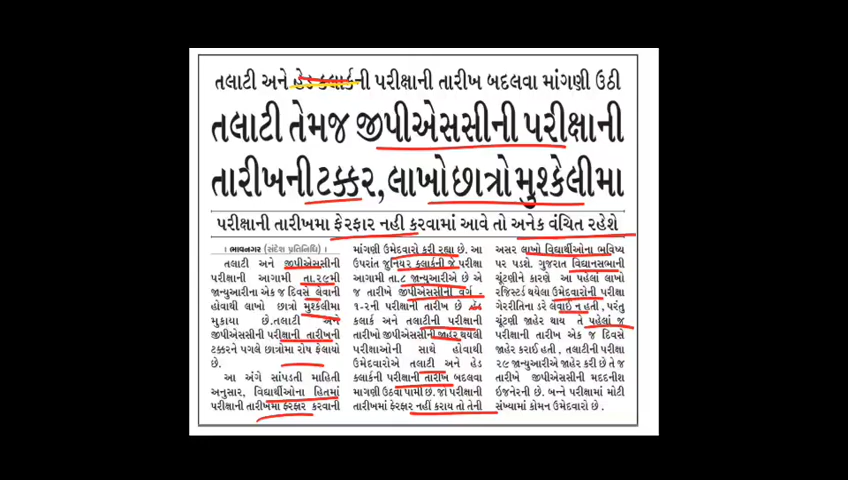 તલાટી અને હેડ ક્લાર્કની પરીક્ષાની તારીખ બદલવા માંગણી ઉઠી
તલાટી તેમજ જીપીએસસીની પરીક્ષાની
તારીખની ટક્કર, લાખો છાત્રો મુશ્કેલીમા
પરીક્ષાની તારીખમા ફેરફાર નહી કરવામાં આવે તો અનેક વંચિત રહેશે
। ભાવનગર (સંદેશ પ્રતિનિધિ) ।
તલાટી અને જીપીએસસીની
પરીક્ષાની આગામી તા.૨૯મી
જાન્યુઆરીના એક જ દિવસે લેવાની
હોવાથી લાખો છાત્રો મુશ્કેલીમા
મુકાયા છે.તલાટી અને
જીપીએસસીની પરીક્ષાની તારીખની
ટક્કરને પગલે છાત્રોમા રોષ ફેલાયો
છે.
આ અંગે સાંપડતી માહિતી
અનુસાર, વિદ્યાર્થીઓના હિતમાં
પરીક્ષાની તારીખમા ફેરફાર કરવાની
માંગણી ઉમેદવારો કરી રહ્યા છે. આ
ઉપરાંત જુનિયર ક્લાર્કની જે પરીક્ષા
આગામી તા.૮ જાન્યુઆરીએ છે એ
જ તારીખે જીપીએસસીની વર્ગ -
૧-૨ની પરીક્ષાની તારીખ છે હેડ
ક્લાર્ક અને તલાટીની પરીક્ષાની
તારીખો જીપીએસસીની જાહર થયેલી
પરીક્ષાઓની સાથે હોવાથી
ઉમેદવારોએ તલાટી અને હેડ
ક્લાર્કની પરીક્ષાની તારીખ બદલવા
માગણી ઉઠવા પામી છે. જો પરીક્ષાની
તારીખમાં ફેરફાર નહીં કરાય તો તેની
અસર લાખો વિદ્યાર્થીઓના ભવિષ્ય
પર પડશે. ગુજરાત વિધાનસભાની
ચૂંટણીને કારણે આ પહેલાં લાખો
રજિસ્ટર્ડ થયેલા ઉમેદવારોની પરીક્ષા
ગેરરીતિના ડરે લેવાઈ ન હતી, પરંતુ
ચૂંટણી જાહેર થાય તે પહેલાં જ
પરીક્ષાની તારીખ એક જ દિવસે
જાહેર કરાઈ હતી, તલાટીની પરીક્ષા
૨૯ જાન્યુઆરીએ જાહેર કરી છે તે જ
તારીખે જીપીએસસીની મદદનીશ
ઇજનેરની છે. બન્ને પરીક્ષામાં મોટી
સંખ્યામાં કોમન ઉમેદવારો છે.